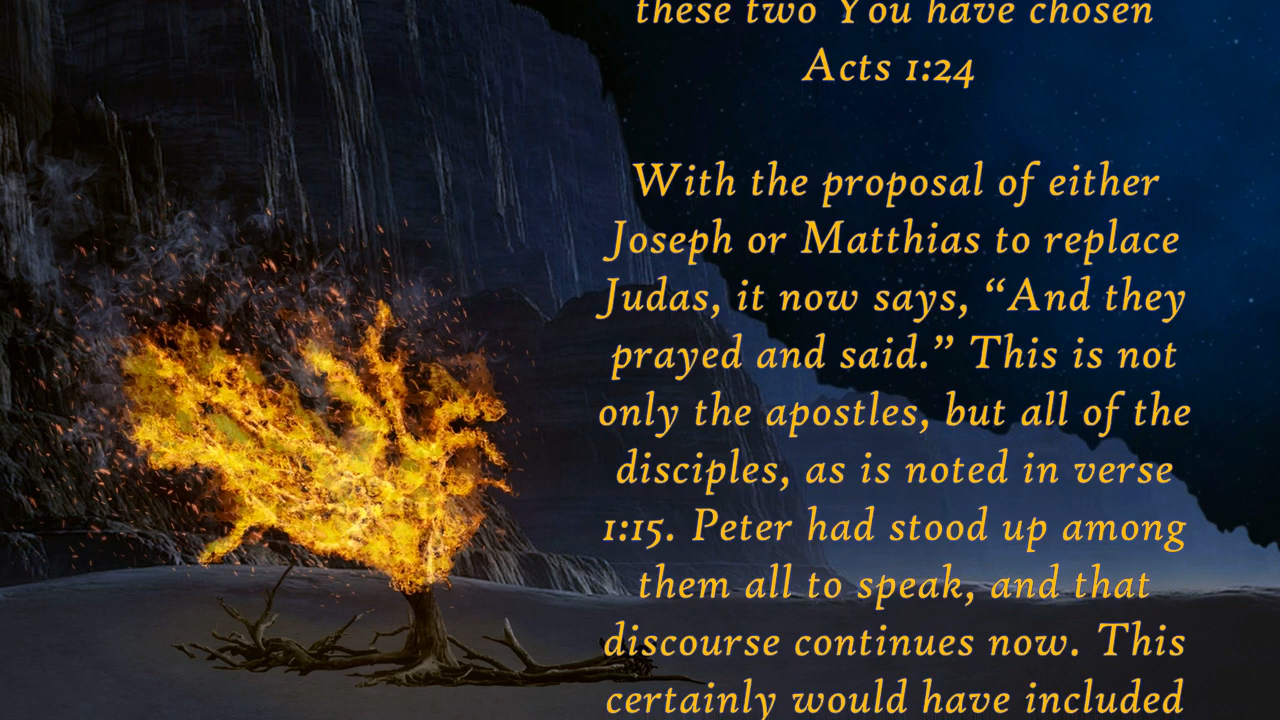 these two You have chosen
Acts 1:24
With the proposal of either
Joseph or Matthias to replace
Judas, it now says, “And they
prayed and said.” This is not
only the apostles, but all of the
disciples, as is noted in verse
1:15. Peter had stood up among
them all to speak, and that
discourse continues now. This
certainly would have included